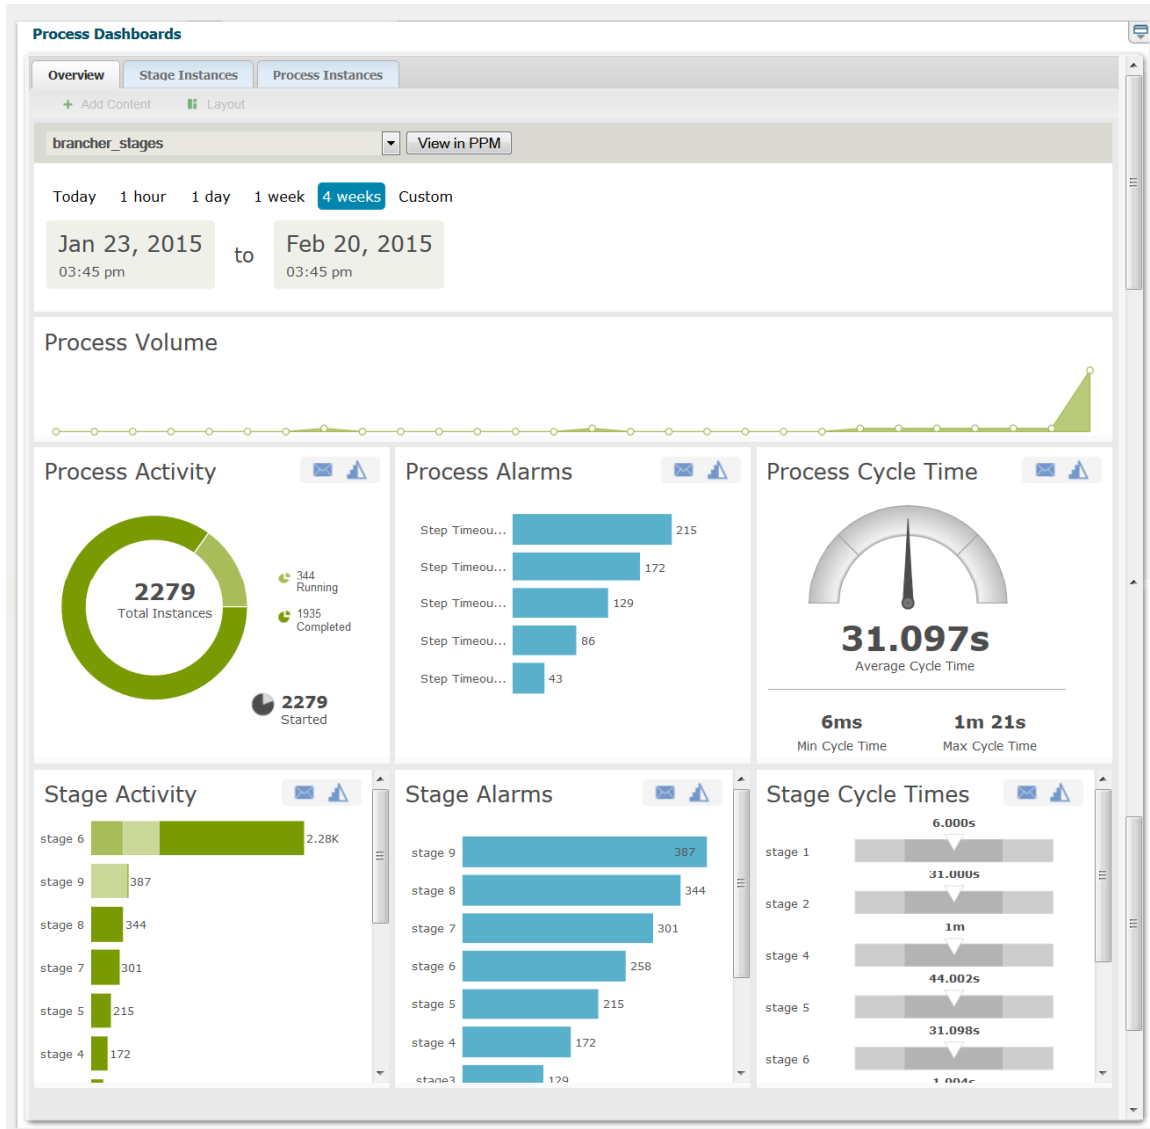 Process Dashboards
Overview
Stage Instances
Process Instances
Add Content
Layout
brancher_stages
View in PPM
Today 1 hour 1 day 1 week 4 weeks Custom
Jan 23, 2015
03:45 pm
to
Feb 20, 2015
03:45 pm
Process Volume
Process Activity
2279
Total Instances
344
Running
1935
Completed
2279
Started
Process Alarms
Step Timeou... 215
Step Timeou... 172
Step Timeou... 129
Step Timeou... 86
Step Timeou... 43
Process Cycle Time
31.097s
Average Cycle Time
6ms
Min Cycle Time
1m 21s
Max Cycle Time
Stage Activity
stage 6 2.28K
stage 9 387
stage 8 344
stage 7 301
stage 5 215
stage 4 172
Stage Alarms
stage 9 387
stage 8 344
stage 7 301
stage 6 258
stage 5 215
stage 4 172
stage3 129
Stage Cycle Times
6.000s
stage 1
31.000s
stage 2
1m
stage 4
44.002s
stage 5
31.098s
stage 6
1.004s